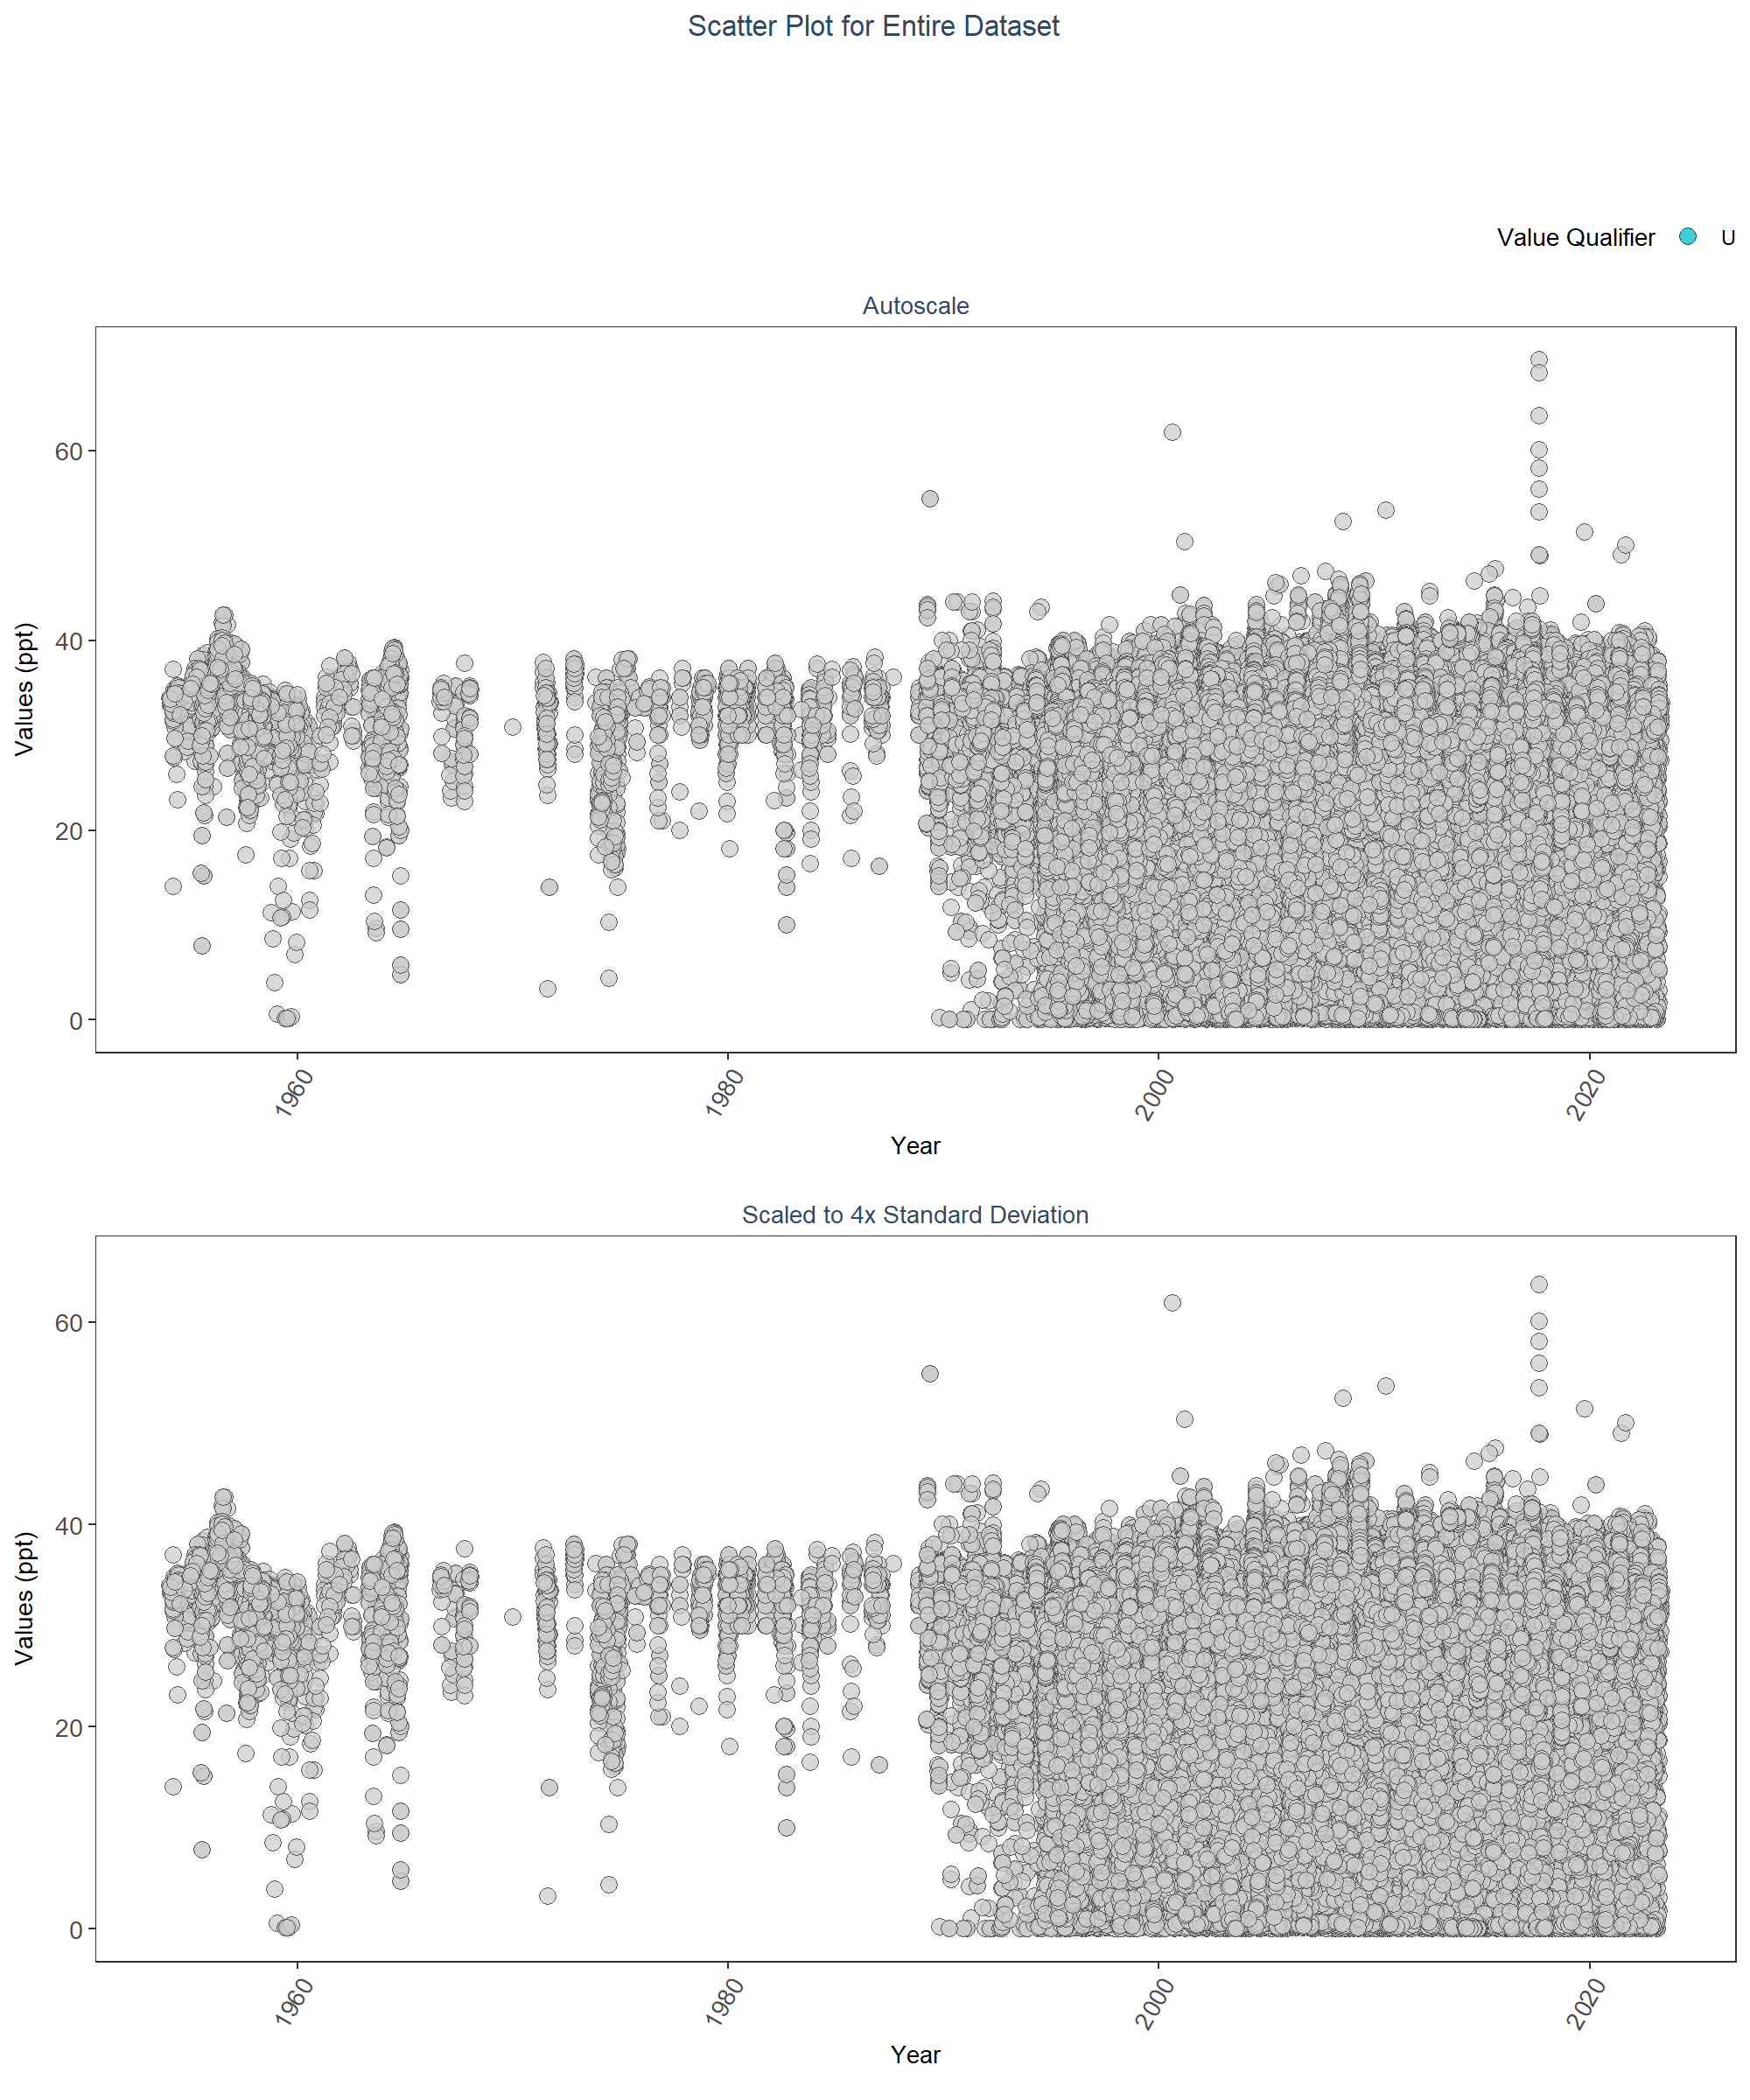 Scatter Plot for Entire Dataset
Value Qualifier U
Autoscale
Values (ppt)
60
40
20
0
1960 1980 2000 2020
Year
Scaled to 4x Standard Deviation
Values (ppt)
60
40
20
0
1960 1980 2000 2020
Year